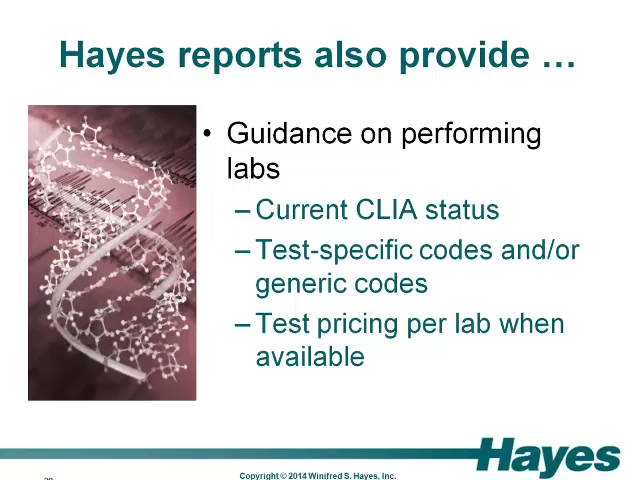 Hayes reports also provide …
• Guidance on performing
labs
– Current CLIA status
– Test-specific codes and/or
generic codes
– Test pricing per lab when
available
Hayes
Copyright © 2014 Winifred S. Hayes, Inc.